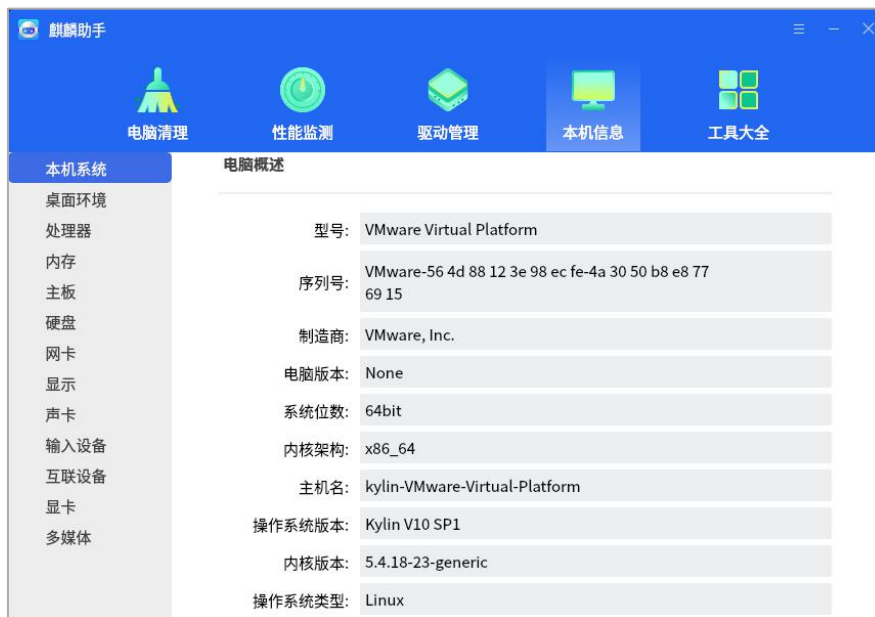 麒麟助手
电脑清理 性能监测 驱动管理 本机信息 工具大全
本机系统
桌面环境
处理器
内存
主板
硬盘
网卡
显示
声卡
输入设备
互联设备
显卡
多媒体
电脑概述
型号: VMware Virtual Platform
序列号: VMware-56 4d 88 12 3e 98 ec fe-4a 30 50 b8 e8 77
69 15
制造商: VMware, Inc.
电脑版本: None
系统位数: 64bit
内核架构: x86_64
主机名: kylin-VMware-Virtual-Platform
操作系统版本: Kylin V10 SP1
内核版本: 5.4.18-23-generic
操作系统类型: Linux